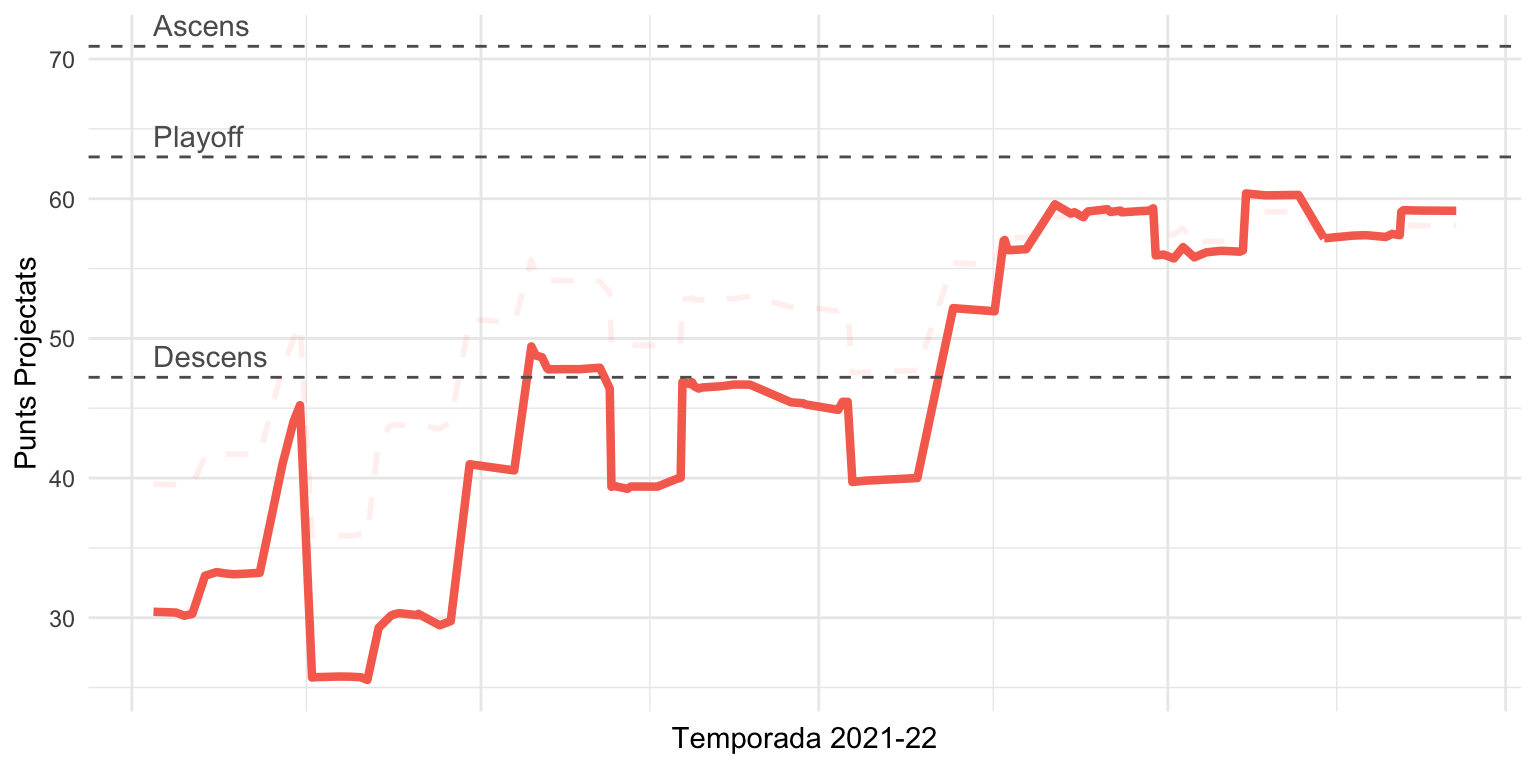 Ascens
70
Playoff
60
50
Descens
40
30
Punts Projectats
Temporada 2021-22